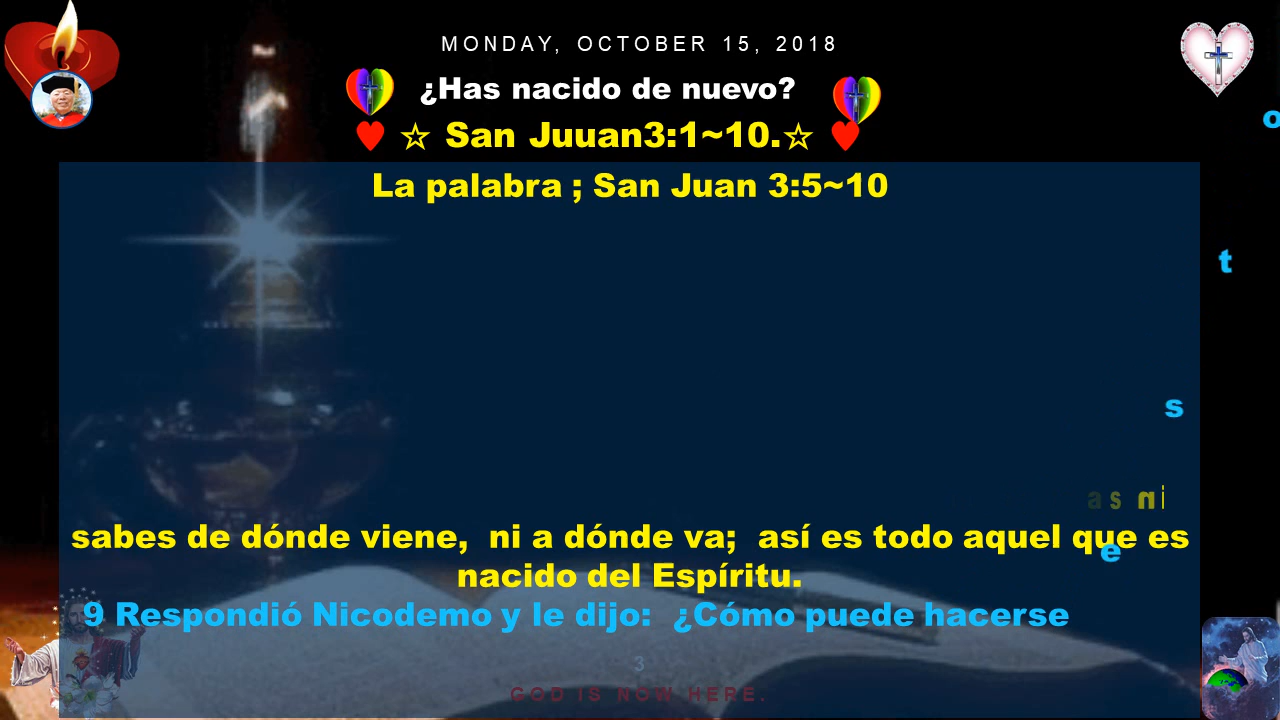 MONDAY, OCTOBER 15, 2018
¿Has nacido de nuevo?
♥ ☆ San Juuan3:1~10.☆ ♥
La palabra ; San Juan 3:5~10
o
t
s
a s ni
sabes de dónde viene, ni a dónde va; así es todo aquel que es
e
nacido del Espíritu.
9 Respondió Nicodemo y le dijo: ¿Cómo puede hacerse
3
GOD IS NOW HERE.